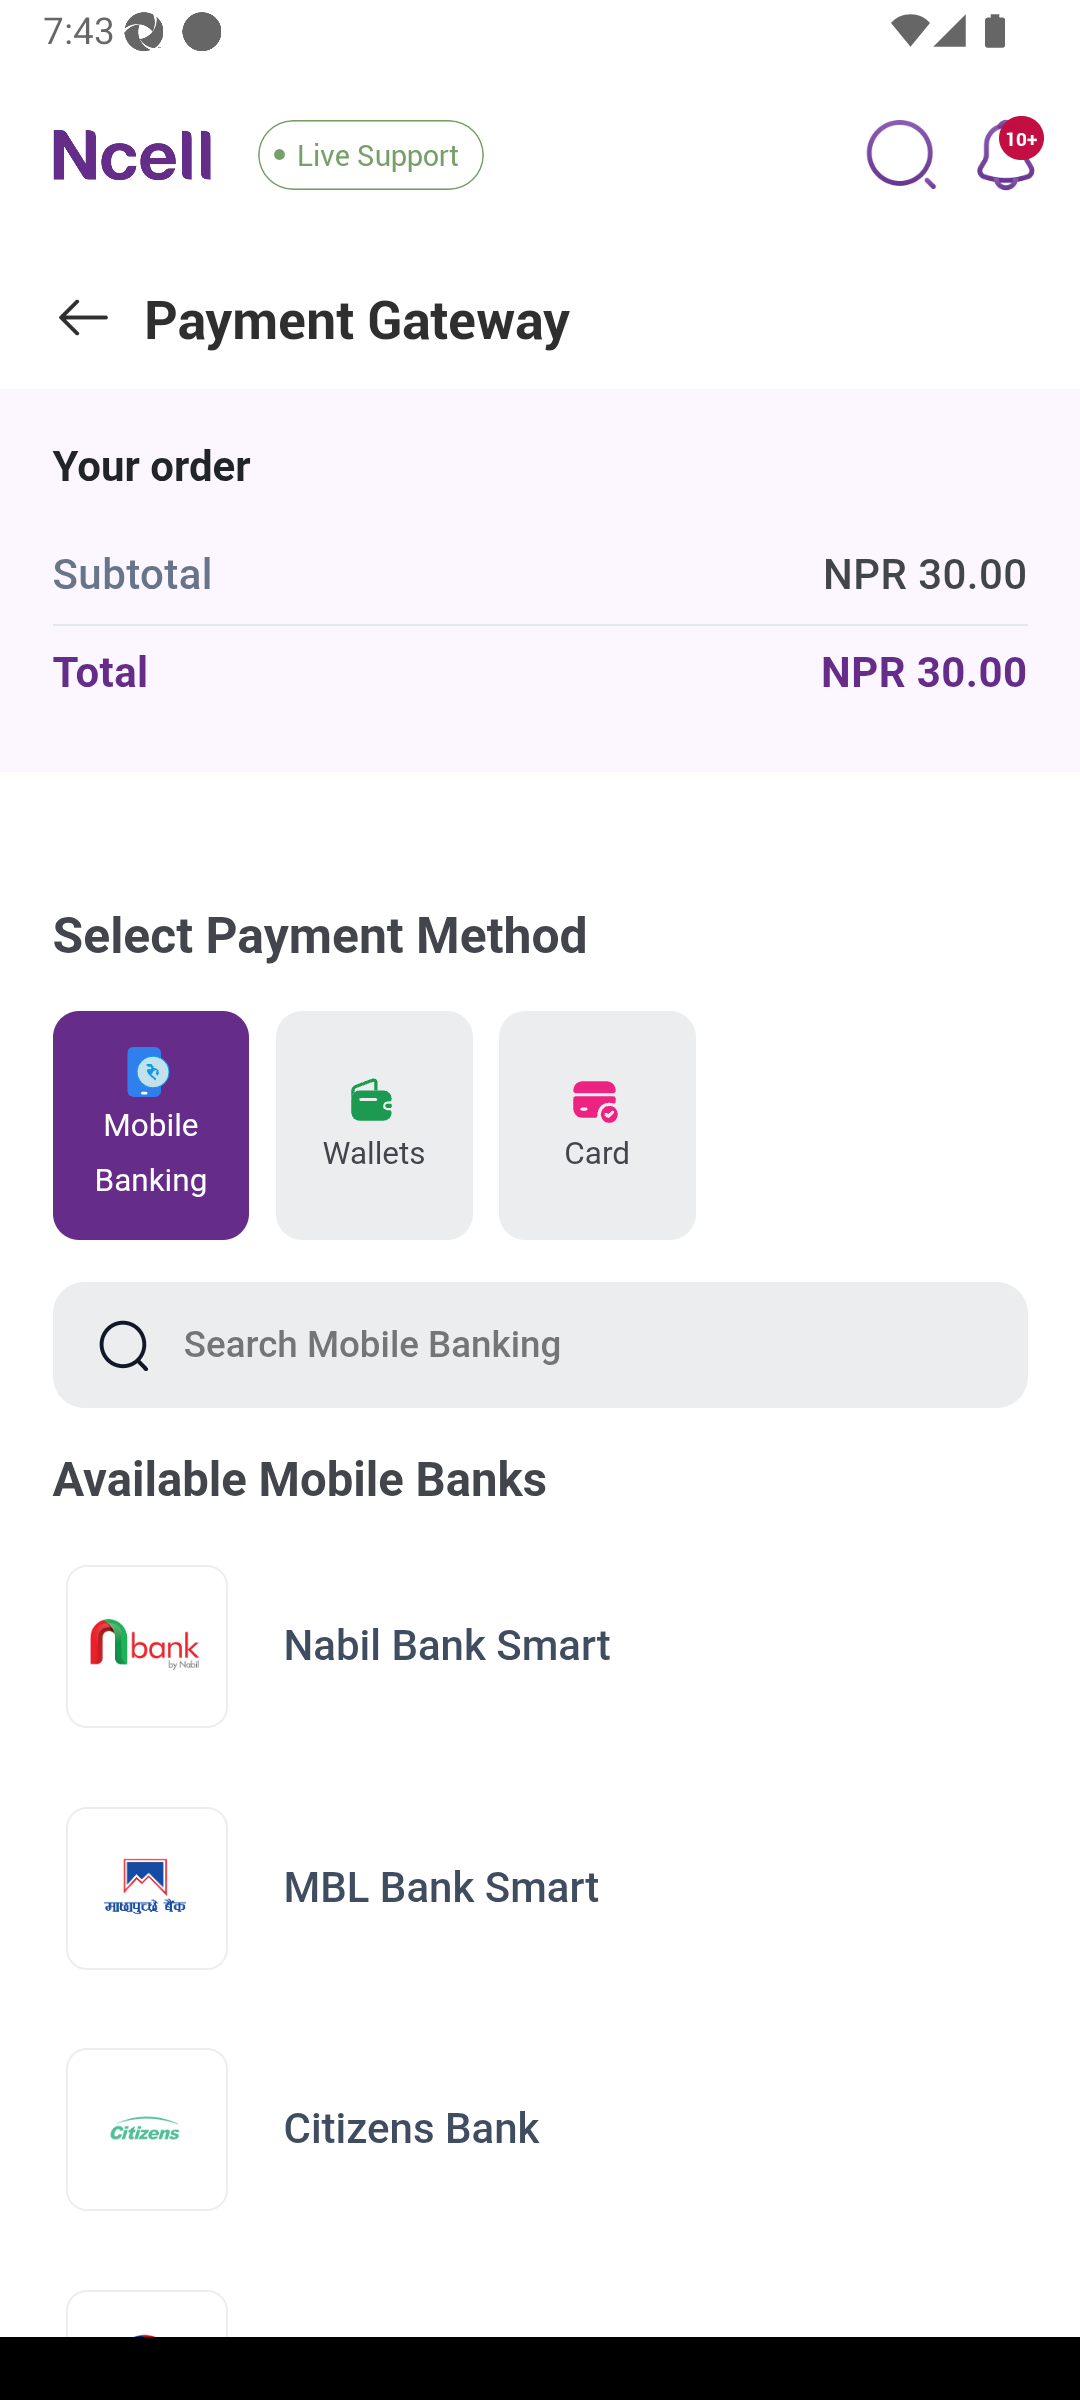 7:43
Ncell
Live Support
10+
Payment Gateway
Your order
Subtotal NPR 30.00
Total NPR 30.00
Select Payment Method
Mobile
Banking
Wallets
Card
Search Mobile Banking
Available Mobile Banks
bank
by Nabil
Nabil Bank Smart
माछापुच्छ्रे बैंक
MBL Bank Smart
Citizens
Citizens Bank